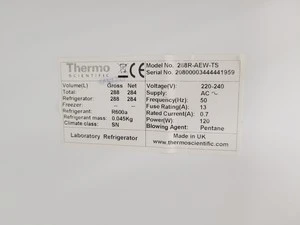 Thermo
SCIENTIFIC
CE
Model No. 288R-AEW-TS
Serial No. 20800003444441959
Volume(L) Gross Net
Total: 288 284
Refrigerator: 288 284
Freezer: -- --
Refrigerant: R600a
Refrigerant mass: 0.045Kg
Climate class: SN
Voltage(V) 220-240
Supply: AC ~
Frequency(Hz) 50
Fuse Rating(A) 13
Rated Current(A) 0.7
Power(W) 120
Blowing Agent: Pentane
Laboratory Refrigerator
Made in UK
www.thermoscientific.com